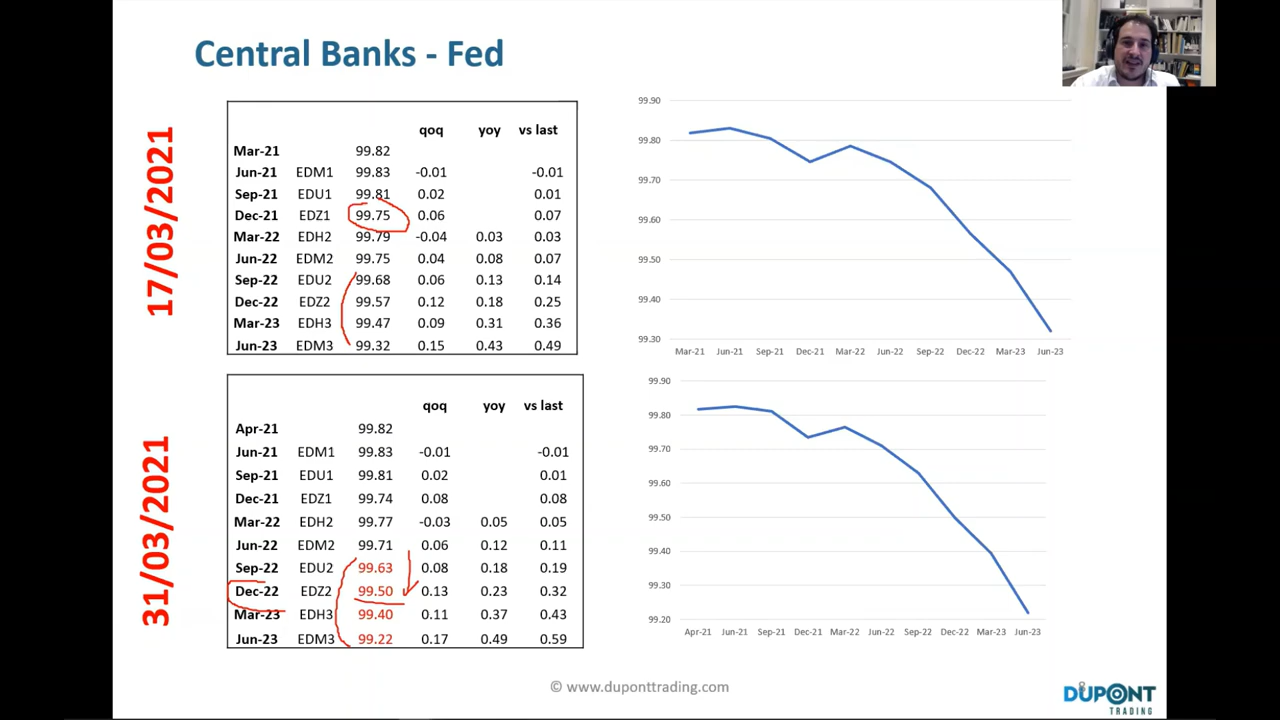 Central Banks - Fed
17/03/2021
qoq yoy vs last
Mar-21 99.82
Jun-21 EDM1 99.83 -0.01 -0.01
Sep-21 EDU1 99.81 0.02 0.01
Dec-21 EDZ1 99.75 0.06 0.07
Mar-22 EDH2 99.79 -0.04 0.03 0.03
Jun-22 EDM2 99.75 0.04 0.08 0.07
Sep-22 EDU2 99.68 0.06 0.13 0.14
Dec-22 EDZ2 99.57 0.12 0.18 0.25
Mar-23 EDH3 99.47 0.09 0.31 0.36
Jun-23 EDM3 99.32 0.15 0.43 0.49
99.90
99.80
99.70
99.60
99.50
99.40
99.30
Mar-21 Jun-21 Sep-21 Dec-21 Mar-22 Jun-22 Sep-22 Dec-22 Mar-23 Jun-23
31/03/2021
qoq yoy vs last
Apr-21 99.82
Jun-21 EDM1 99.83 -0.01 -0.01
Sep-21 EDU1 99.81 0.02 0.01
Dec-21 EDZ1 99.74 0.08 0.08
Mar-22 EDH2 99.77 -0.03 0.05 0.05
Jun-22 EDM2 99.71 0.06 0.12 0.11
Sep-22 EDU2 99.63 0.08 0.18 0.19
Dec-22 EDZ2 99.50 0.13 0.23 0.32
Mar-23 EDH3 99.40 0.11 0.37 0.43
Jun-23 EDM3 99.22 0.17 0.49 0.59
99.90
99.80
99.70
99.60
99.50
99.40
99.30
99.20
Apr-21 Jun-21 Sep-21 Dec-21 Mar-22 Jun-22 Sep-22 Dec-22 Mar-23 Jun-23
© www.duponttrading.com
DUPONT
TRADING